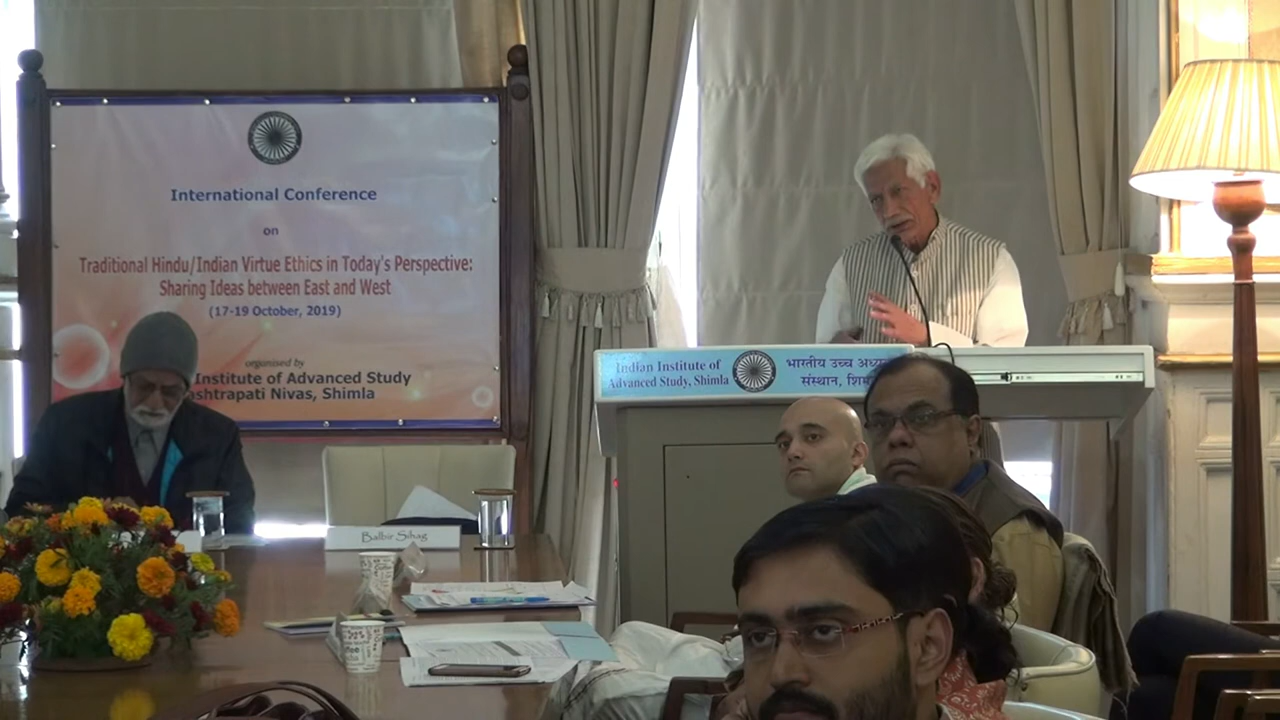 International Conference
on
Traditional Hindu/Indian Virtue Ethics in Today's Perspective:
Sharing Ideas between East and West
(17-19 October, 2019)
organised by
Institute of Advanced Study
Nivas, Shimla
Indian Institute of
Advanced Study, Shimla
भारतीय उच्च
संस्थान,
Balbir Sihag